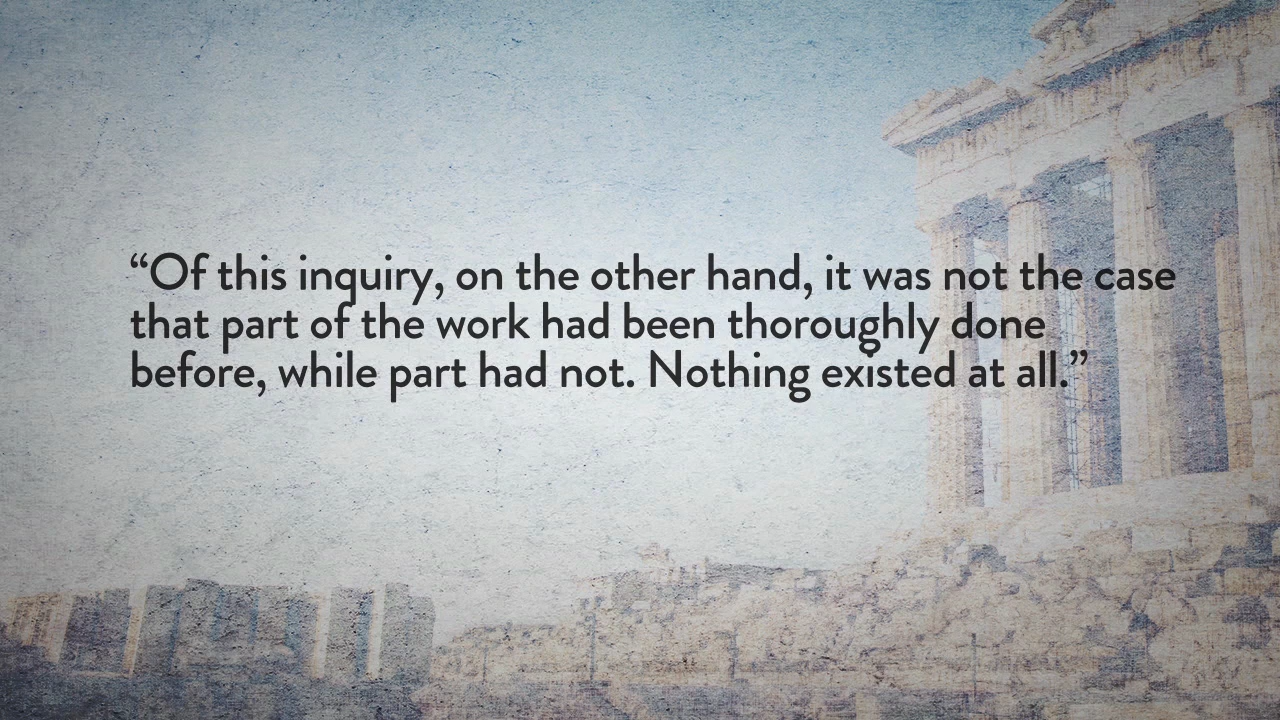 “Of this inquiry, on the other hand, it was not the case
that part of the work had been thoroughly done
before, while part had not. Nothing existed at all.”